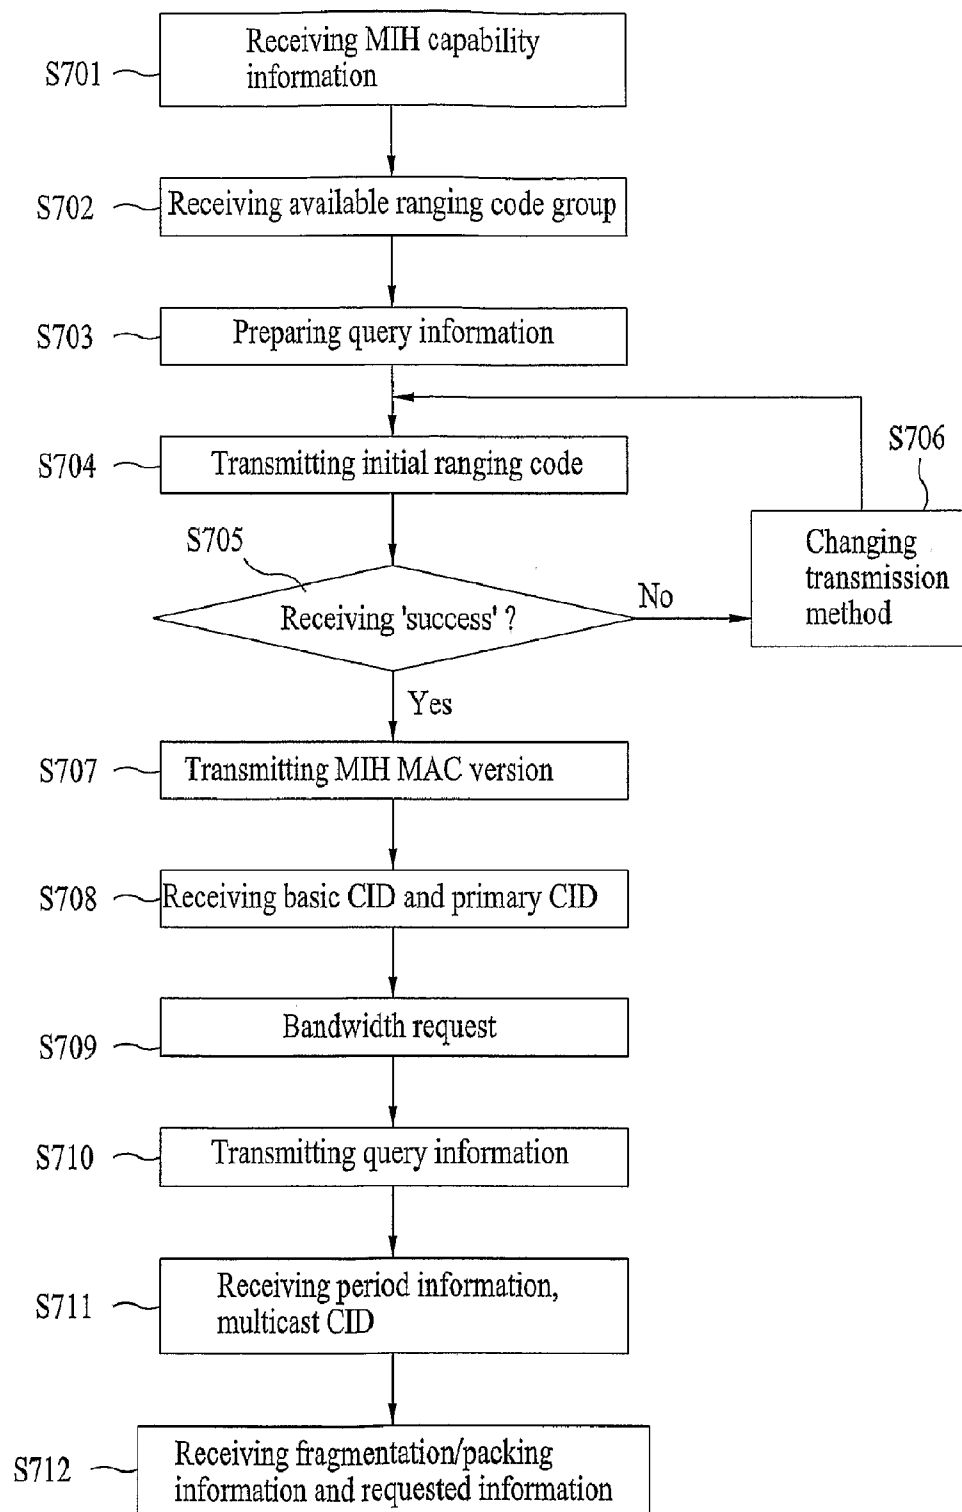 Receiving MIH capability
information
S701
S702
Receiving available ranging code group
S703
Preparing query information
S704
Transmitting initial ranging code
S706
Changing
transmission
method
S705
Receiving 'success' ?
No
Yes
S707
Transmitting MIH MAC version
S708
Receiving basic CID and primary CID
S709
Bandwidth request
S710
Transmitting query information
S711
Receiving period information,
multicast CID
S712
Receiving fragmentation/packing
information and requested information